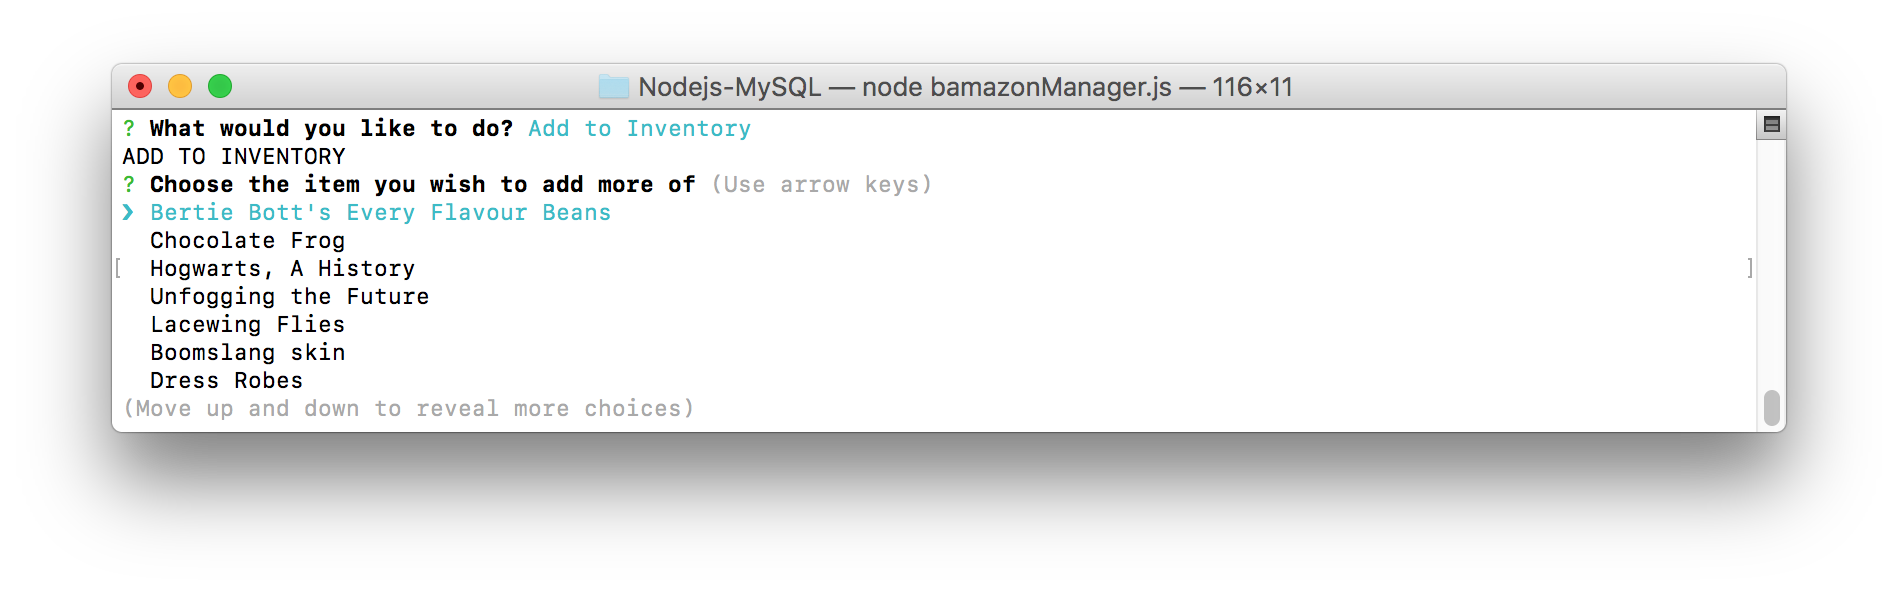 Nodejs-MySQL — node bamazonManager.js — 116×11
? What would you like to do? Add to Inventory
ADD TO INVENTORY
? Choose the item you wish to add more of (Use arrow keys)
❯ Bertie Bott's Every Flavour Beans
Chocolate Frog
[ Hogwarts, A History ]
Unfogging the Future
Lacewing Flies
Boomslang skin
Dress Robes
(Move up and down to reveal more choices)